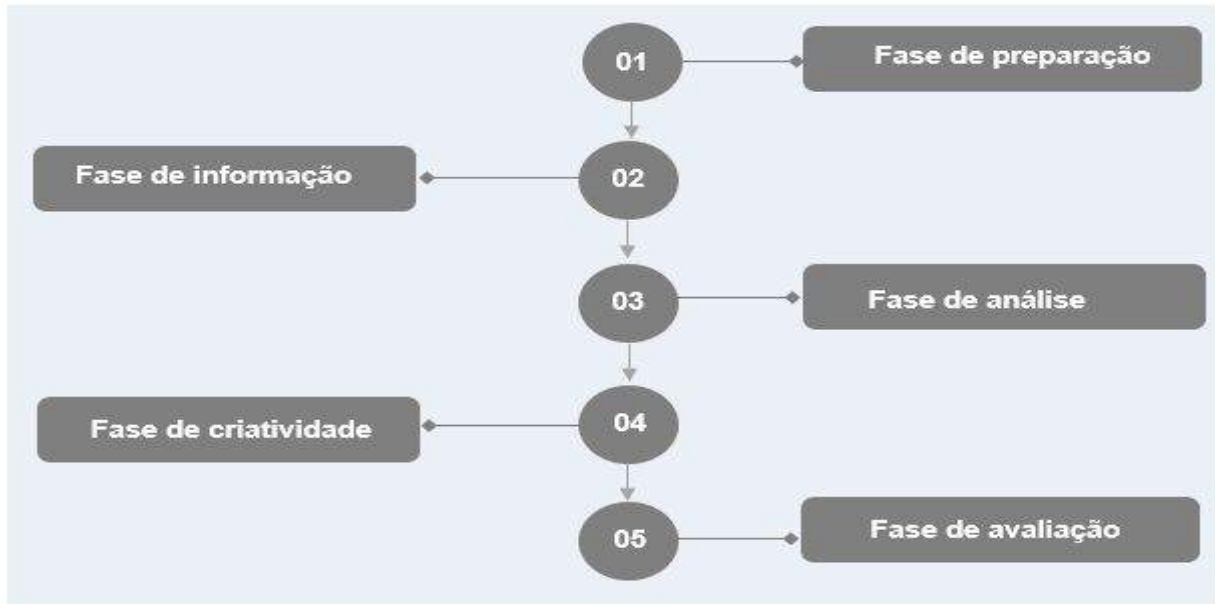 01
Fase de preparação
Fase de informação
02
03
Fase de análise
Fase de criatividade
04
05
Fase de avaliação